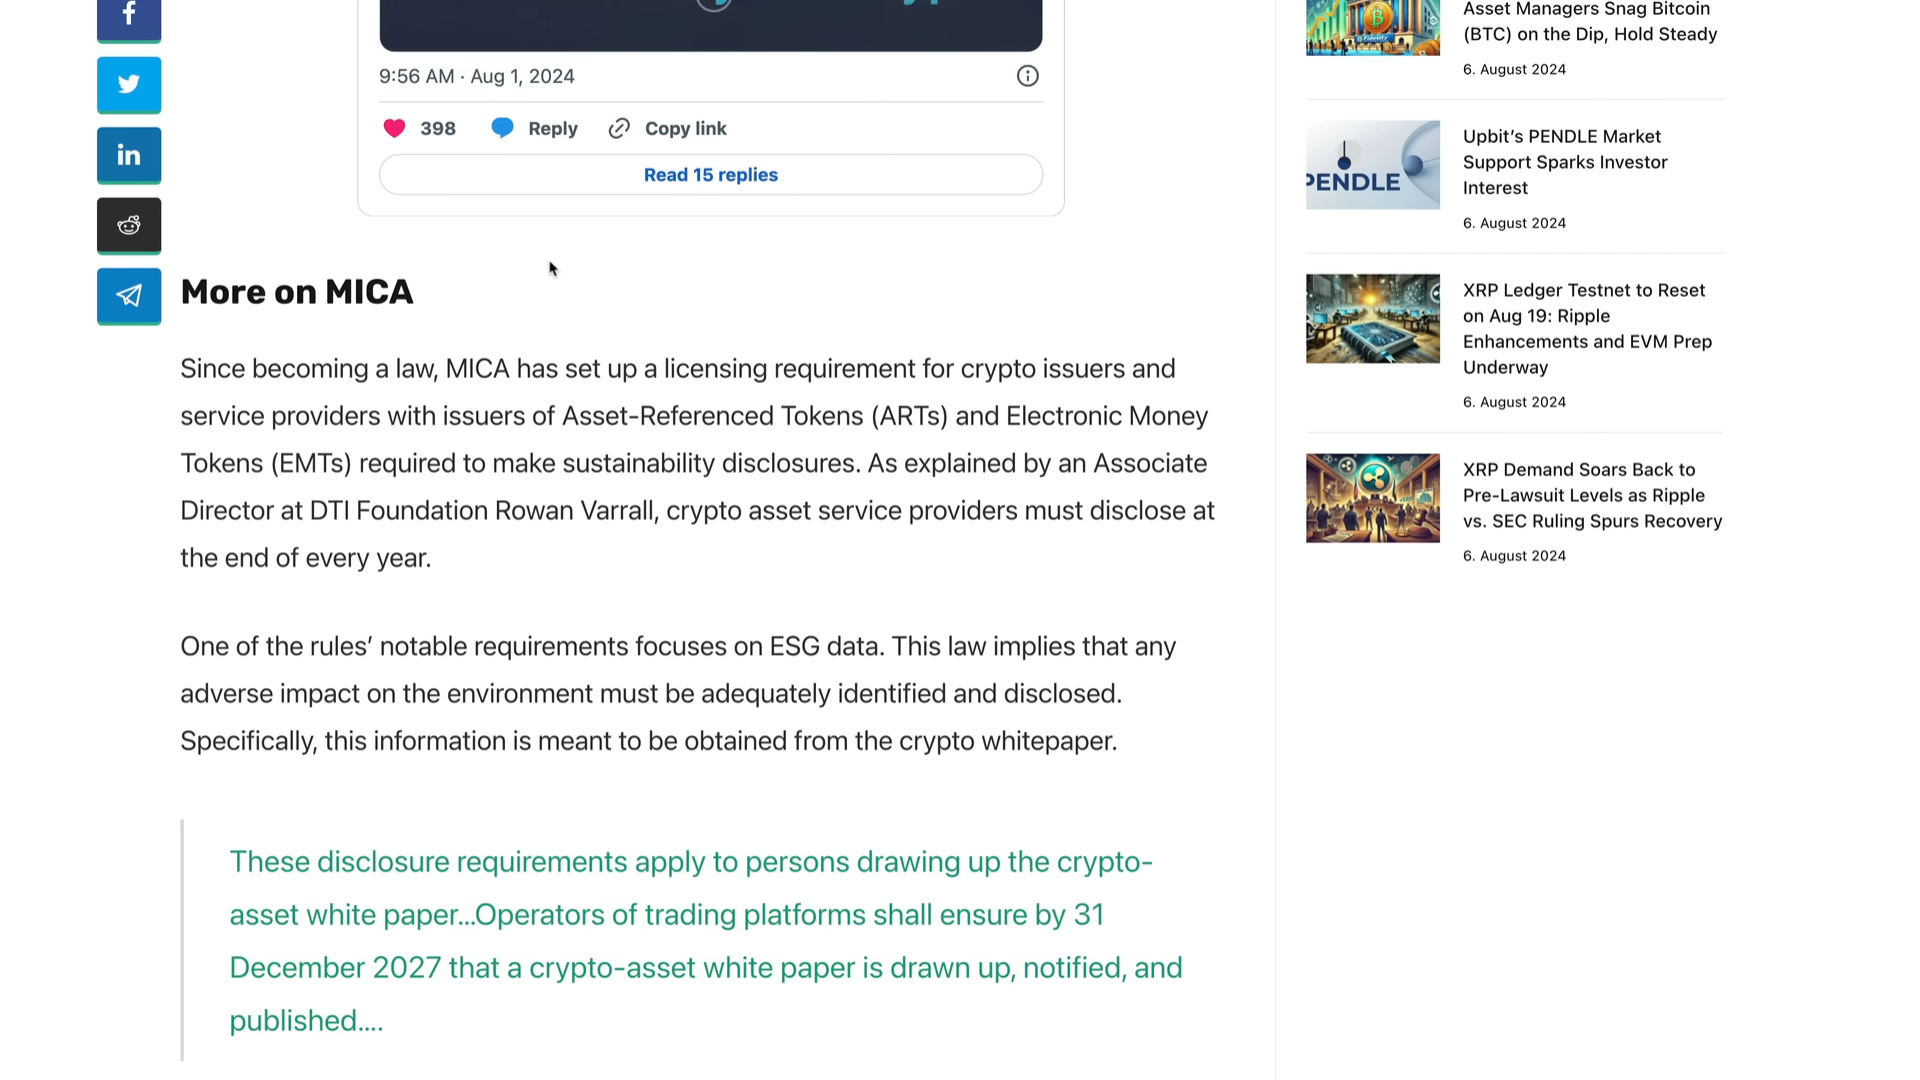 9:56 AM · Aug 1, 2024
398 Reply Copy link
Read 15 replies
More on MICA
Since becoming a law, MICA has set up a licensing requirement for crypto issuers and
service providers with issuers of Asset-Referenced Tokens (ARTs) and Electronic Money
Tokens (EMTs) required to make sustainability disclosures. As explained by an Associate
Director at DTI Foundation Rowan Varrall, crypto asset service providers must disclose at
the end of every year.
One of the rules’ notable requirements focuses on ESG data. This law implies that any
adverse impact on the environment must be adequately identified and disclosed.
Specifically, this information is meant to be obtained from the crypto whitepaper.
These disclosure requirements apply to persons drawing up the crypto-
asset white paper…Operators of trading platforms shall ensure by 31
December 2027 that a crypto-asset white paper is drawn up, notified, and
published….
Asset Managers Snag Bitcoin
(BTC) on the Dip, Hold Steady
6. August 2024
PENDLE
Upbit’s PENDLE Market
Support Sparks Investor
Interest
6. August 2024
XRP Ledger Testnet to Reset
on Aug 19: Ripple
Enhancements and EVM Prep
Underway
6. August 2024
XRP Demand Soars Back to
Pre-Lawsuit Levels as Ripple
vs. SEC Ruling Spurs Recovery
6. August 2024